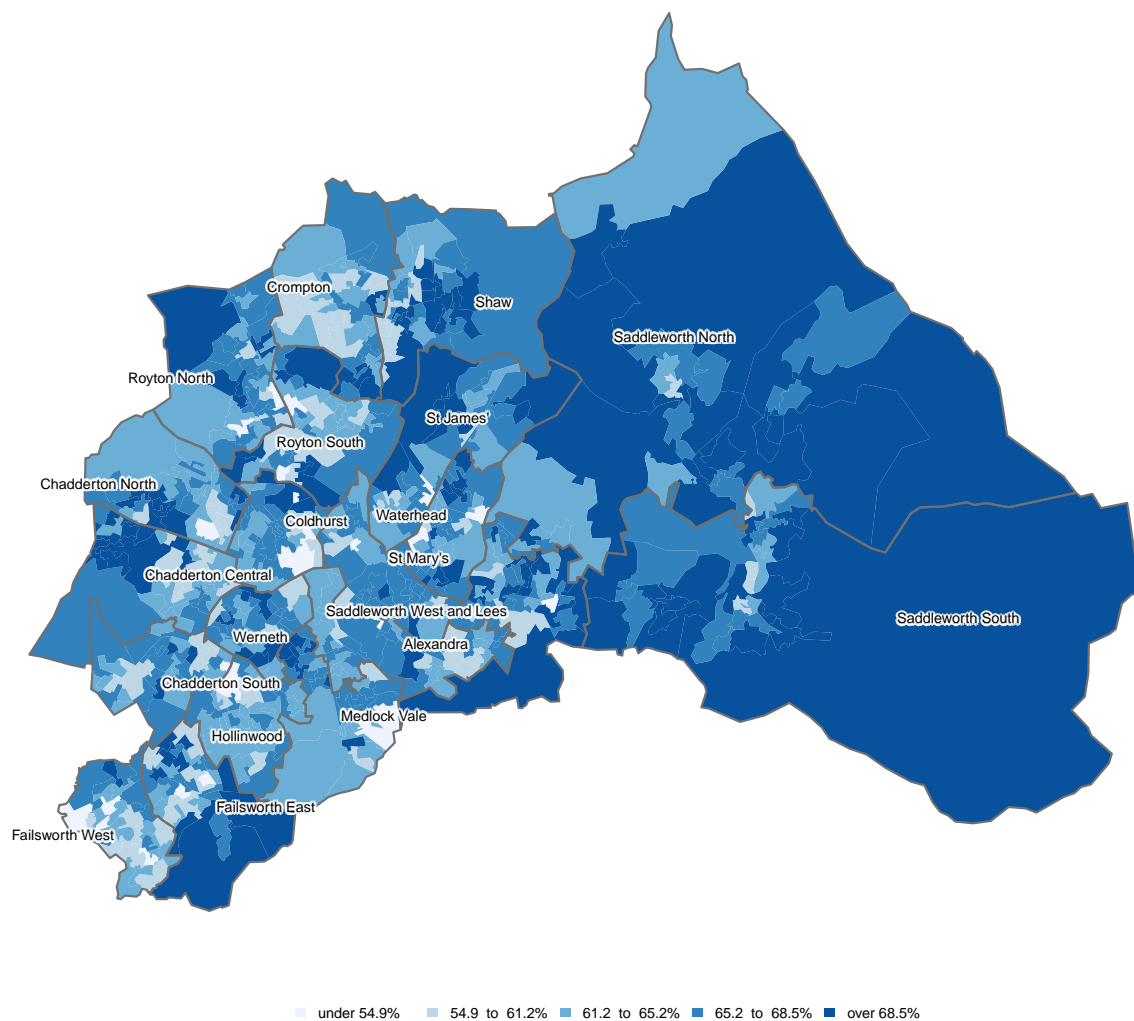 Crompton
Shaw
Saddleworth North
Royton North
St James'
Royton South
Chadderton North
Coldhurst
Waterhead
St Mary's
Chadderton Central
Saddleworth West and Lees
Saddleworth South
Werneth
Alexandra
Chadderton South
Medlock Vale
Hollinwood
Failsworth East
Failsworth West
under 54.9% 54.9 to 61.2% 61.2 to 65.2% 65.2 to 68.5% over 68.5%